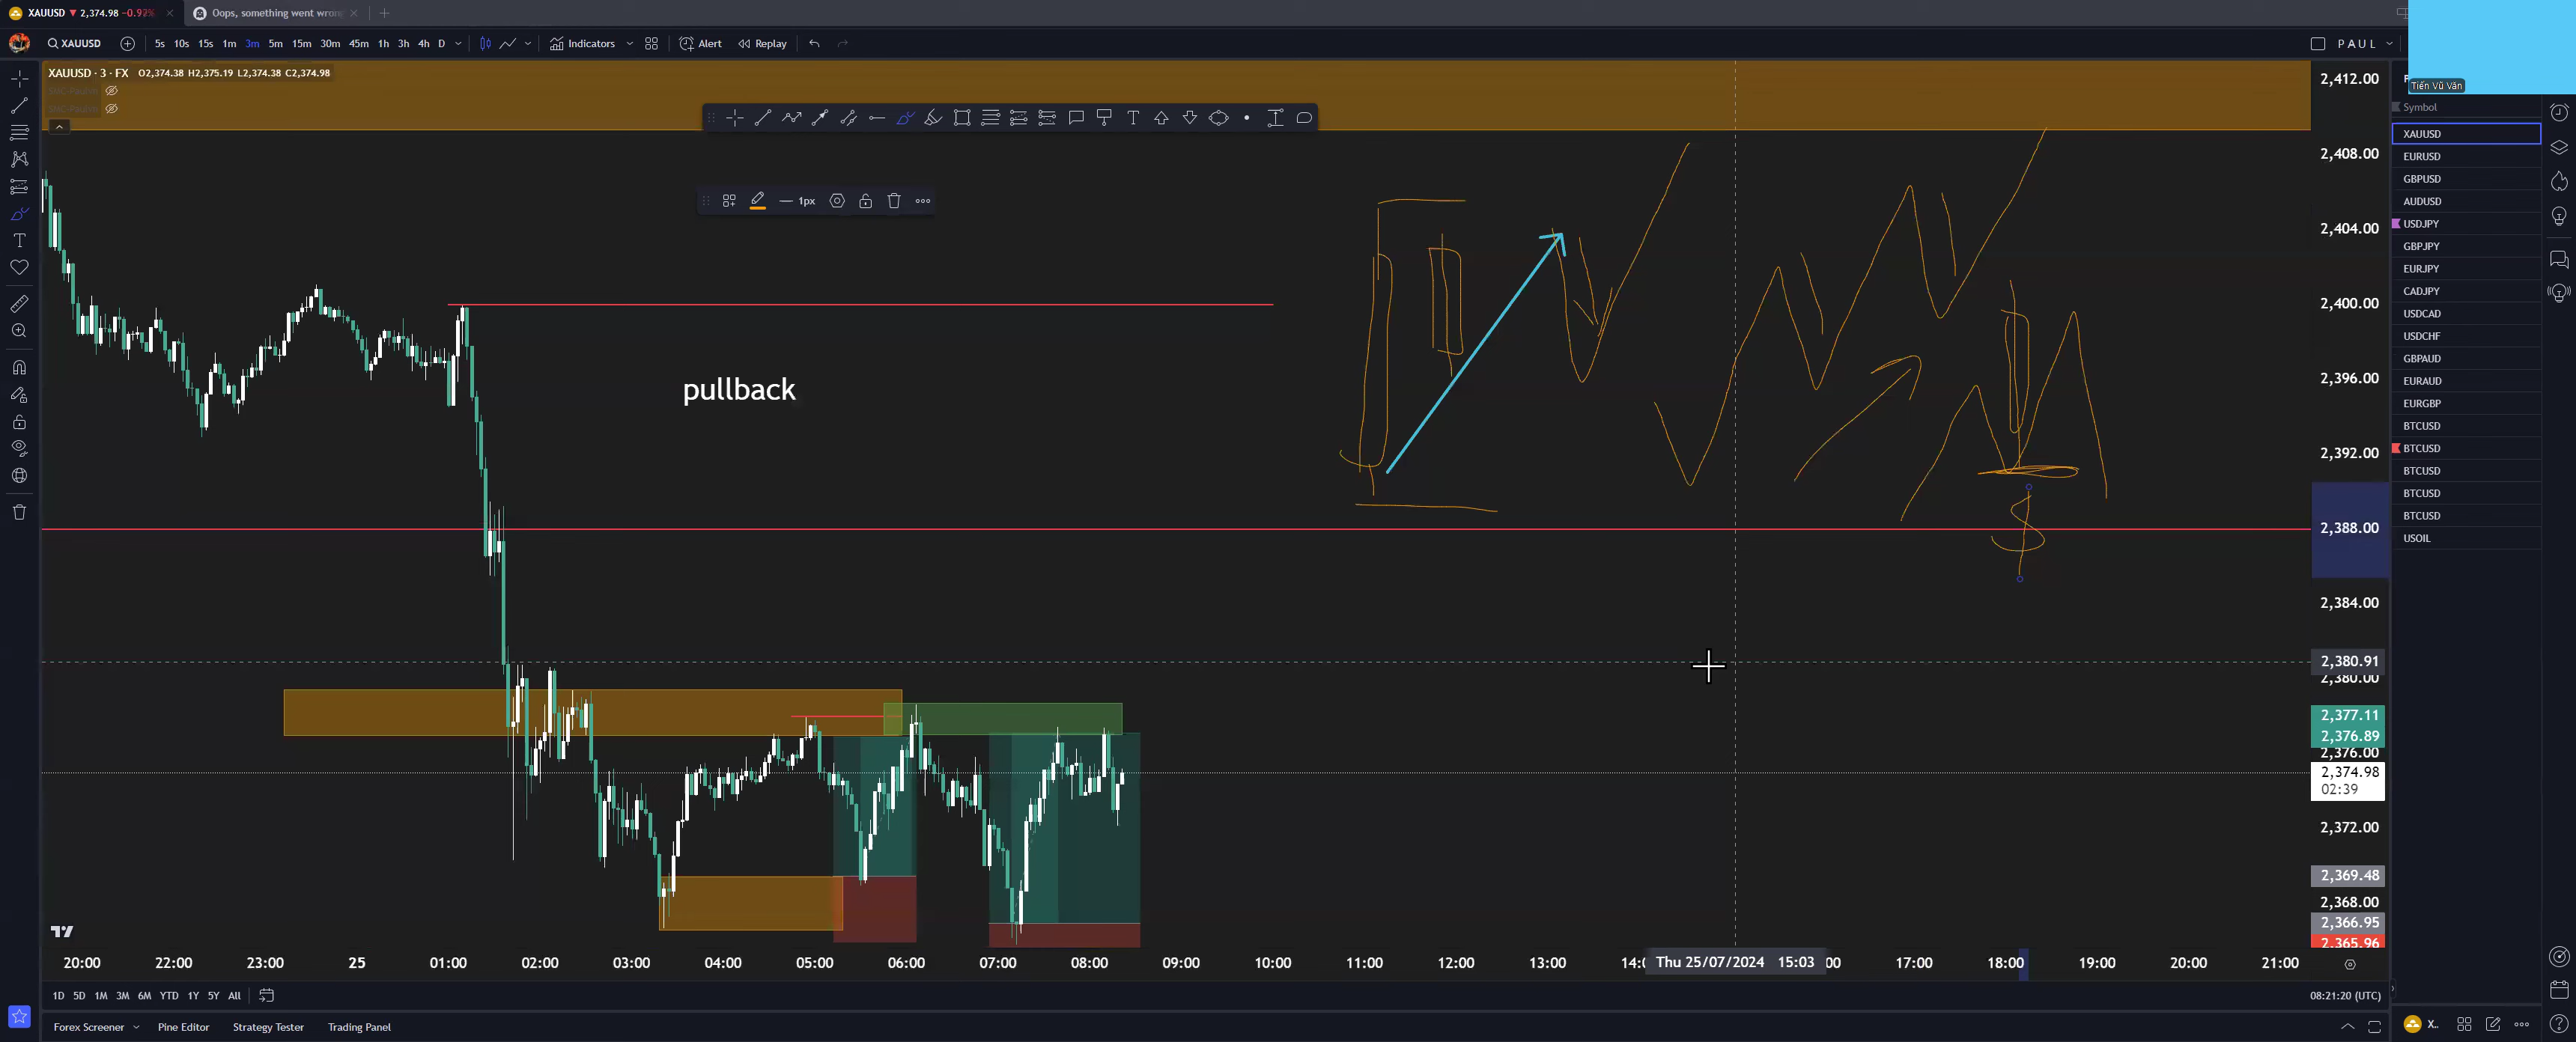 XAUUSD ▼ 2,374.98 -0.92%
Oops, something went wrong
XAUUSD 5s 10s 15s 1m 3m 5m 15m 30m 45m 1h 3h 4h D Indicators Alert Replay PAUL
XAUUSD · 3 · FX O2,374.38 H2,375.19 L2,374.38 C2,374.98
1px
pullback
$
2,412.00
2,408.00
2,404.00
2,400.00
2,396.00
2,392.00
2,388.00
2,384.00
2,380.91
2,380.00
2,377.11
2,376.89
2,376.00
2,374.98
02:39
2,372.00
2,369.48
2,368.00
2,366.95
2,365.96
Tiến Vũ Văn
Symbol
XAUUSD
EURUSD
GBPUSD
AUDUSD
USDJPY
GBPJPY
EURJPY
CADJPY
USDCAD
USDCHF
GBPAUD
EURAUD
EURGBP
BTCUSD
BTCUSD
BTCUSD
BTCUSD
BTCUSD
USOIL
20:00 22:00 23:00 25 01:00 02:00 03:00 04:00 05:00 06:00 07:00 08:00 09:00 10:00 11:00 12:00 13:00 Thu 25/07/2024 15:03 17:00 18:00 19:00 20:00 21:00
1D 5D 1M 3M 6M YTD 1Y 5Y All 08:21:20 (UTC)
Forex Screener Pine Editor Strategy Tester Trading Panel X..